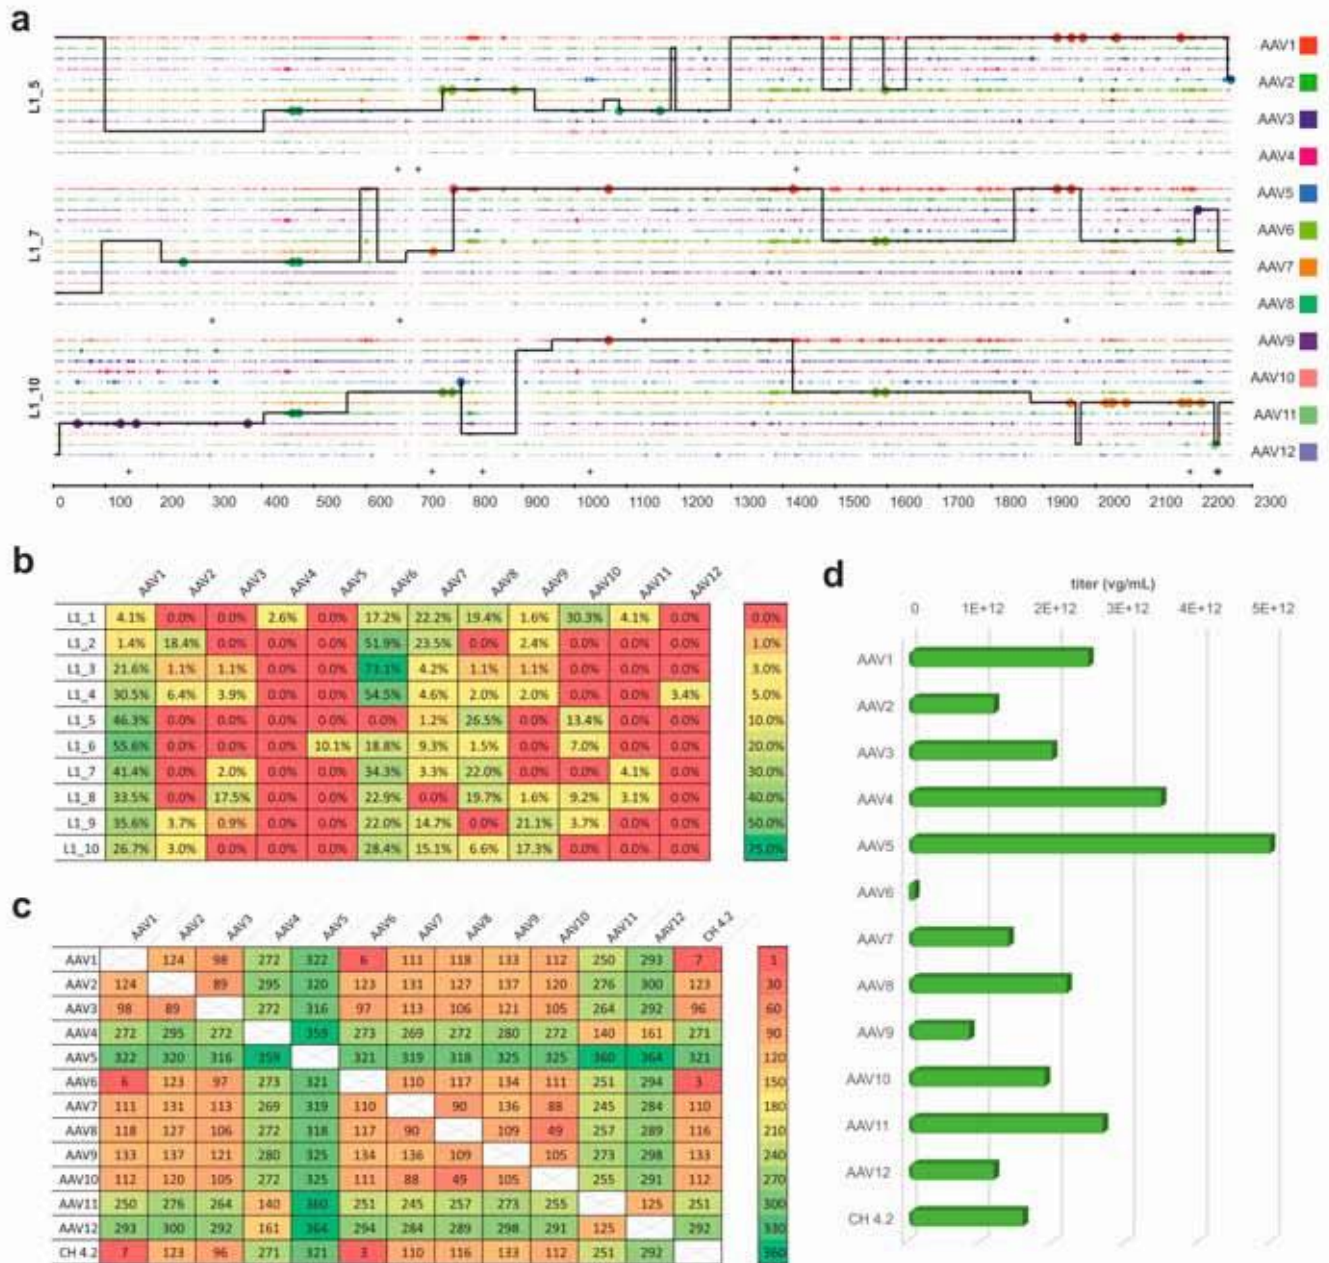 a
L1_5
L1_7
L1_10
AAV1
AAV2
AAV3
AAV4
AAV5
AAV6
AAV7
AAV8
AAV9
AAV10
AAV11
AAV12
0 100 200 300 400 500 600 700 800 900 1000 1100 1200 1300 1400 1500 1600 1700 1800 1900 2000 2100 2200 2300
b
AAV1 AAV2 AAV3 AAV4 AAV5 AAV6 AAV7 AAV8 AAV9 AAV10 AAV11 AAV12
L1_1 4.1% 0.0% 0.0% 2.6% 0.0% 17.2% 22.2% 19.4% 1.6% 30.3% 4.1% 0.0% 0.0%
L1_2 1.4% 18.4% 0.0% 0.0% 0.0% 51.9% 23.5% 0.0% 2.4% 0.0% 0.0% 0.0% 1.0%
L1_3 21.6% 1.1% 1.1% 0.0% 0.0% 73.1% 4.2% 1.1% 1.1% 0.0% 0.0% 0.0% 3.0%
L1_4 30.5% 6.4% 3.9% 0.0% 0.0% 54.5% 4.6% 2.0% 2.0% 0.0% 0.0% 3.4% 5.0%
L1_5 46.3% 0.0% 0.0% 0.0% 0.0% 0.0% 1.2% 26.5% 0.0% 13.4% 0.0% 0.0% 10.0%
L1_6 55.6% 0.0% 0.0% 0.0% 10.1% 18.8% 9.3% 1.5% 0.0% 7.0% 0.0% 0.0% 20.0%
L1_7 41.4% 0.0% 2.0% 0.0% 0.0% 34.3% 3.3% 22.0% 0.0% 0.0% 4.1% 0.0% 30.0%
L1_8 33.5% 0.0% 17.5% 0.0% 0.0% 22.9% 0.0% 19.7% 1.6% 9.2% 3.1% 0.0% 40.0%
L1_9 35.6% 3.7% 0.9% 0.0% 0.0% 22.0% 14.7% 0.0% 21.1% 3.7% 0.0% 0.0% 50.0%
L1_10 26.7% 3.0% 0.0% 0.0% 0.0% 28.4% 15.1% 6.6% 17.3% 0.0% 0.0% 0.0% 75.0%
c
AAV1 AAV2 AAV3 AAV4 AAV5 AAV6 AAV7 AAV8 AAV9 AAV10 AAV11 AAV12 CH 4.2
AAV1 124 98 272 322 6 111 118 133 112 250 293 7 1
AAV2 124 89 295 320 123 131 127 137 120 276 300 123 30
AAV3 98 89 272 316 97 113 106 121 105 264 292 96 60
AAV4 272 295 272 359 273 269 272 280 272 140 161 271 90
AAV5 322 320 316 359 321 319 318 325 325 360 364 321 120
AAV6 6 123 97 273 321 110 117 134 111 251 294 3 150
AAV7 111 131 113 269 319 110 90 136 88 245 284 110 180
AAV8 118 127 106 272 318 117 90 109 49 257 289 116 210
AAV9 133 137 121 280 325 134 136 109 105 273 298 133 240
AAV10 112 120 105 272 325 111 88 49 105 255 291 112 270
AAV11 250 276 264 140 360 251 245 257 273 255 125 251 300
AAV12 293 300 292 161 364 294 284 289 298 291 125 292 330
CH 4.2 7 123 96 271 321 3 110 116 133 112 251 292 360
d
titer (vg/mL)
0 1E+12 2E+12 3E+12 4E+12 5E+12
AAV1
AAV2
AAV3
AAV4
AAV5
AAV6
AAV7
AAV8
AAV9
AAV10
AAV11
AAV12
CH 4.2